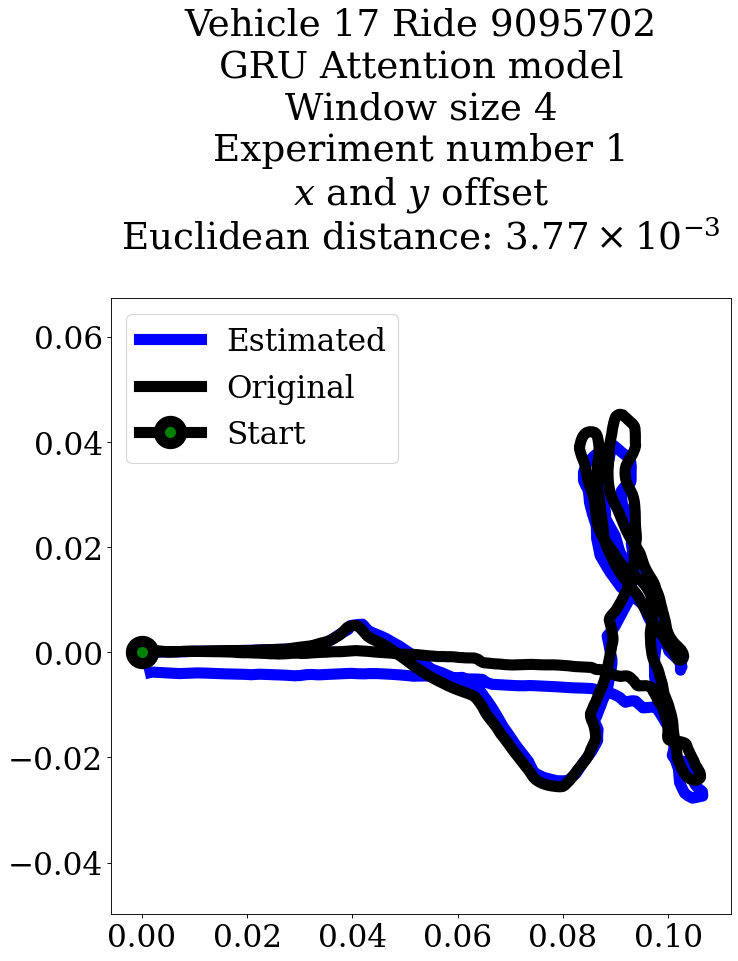 Vehicle 17 Ride 9095702
GRU Attention model
Window size 4
Experiment number 1
x and y offset
Euclidean distance: 3.77 × 10⁻³
Estimated
Original
Start
0.06
0.04
0.02
0.00
−0.02
−0.04
0.00 0.02 0.04 0.06 0.08 0.10